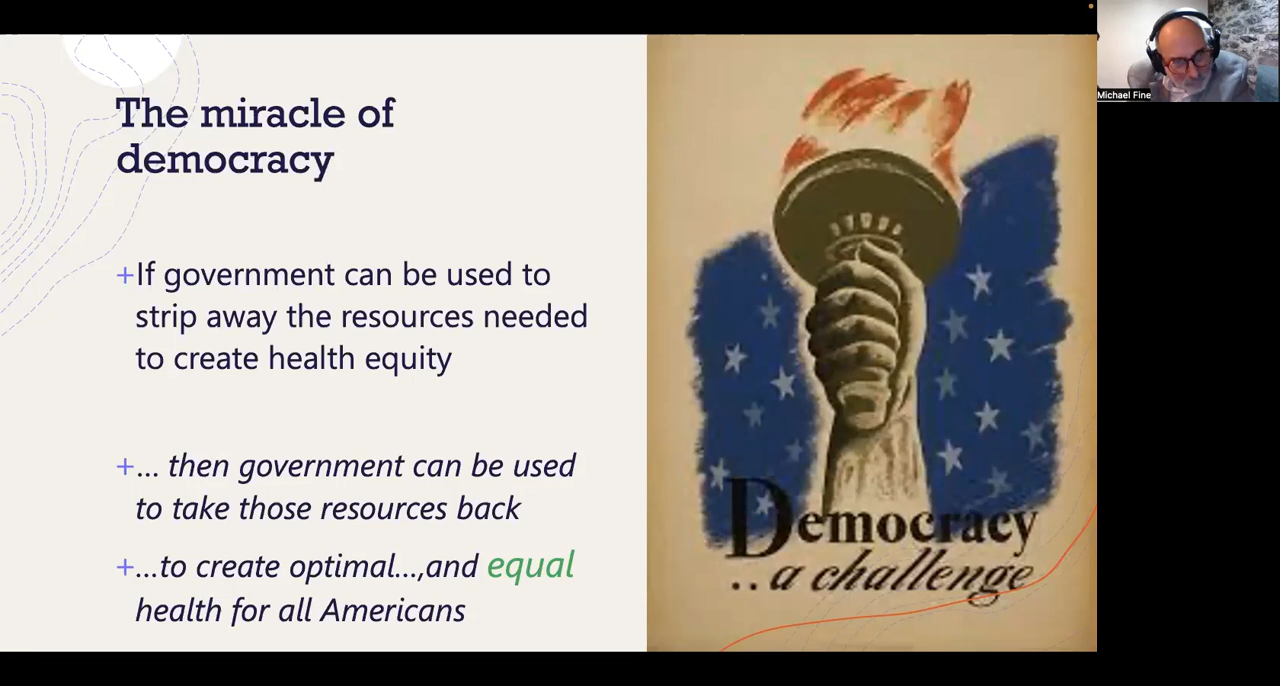 The miracle of
democracy
+If government can be used to
strip away the resources needed
to create health equity
+... then government can be used
to take those resources back
+...to create optimal...,and equal
health for all Americans
Democracy
..a challenge
Michael Fine